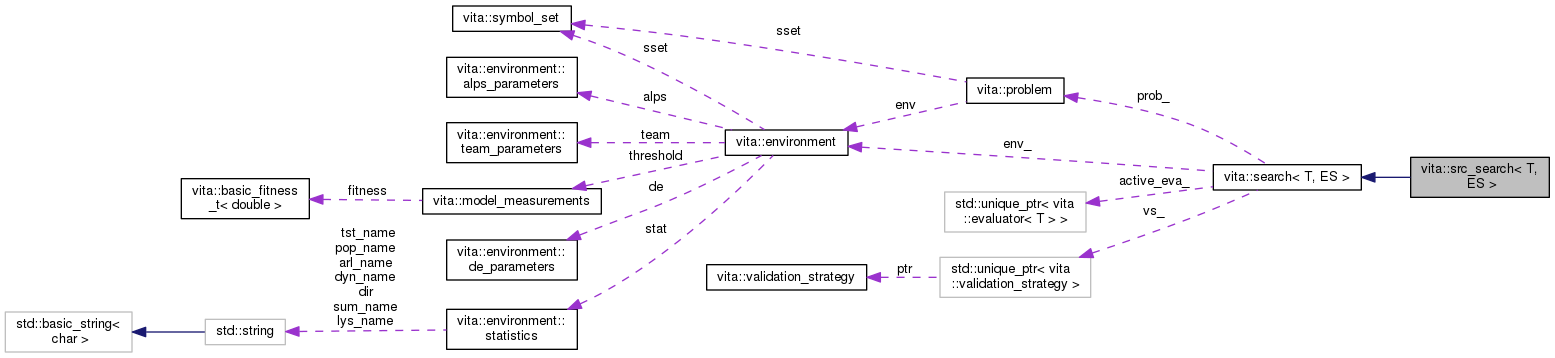 vita::symbol_set
sset
sset
vita::environment::
alps_parameters
alps
vita::problem
prob_
env
vita::environment::
team_parameters
team
vita::environment
env_
threshold
vita::basic_fitness
_t< double >
fitness
vita::model_measurements
de
active_eva_
vita::search< T, ES >
vita::src_search< T,
ES >
std::unique_ptr< vita
::evaluator< T > >
vs_
stat
tst_name
pop_name
arl_name
dyn_name
dir
sum_name
lys_name
vita::environment::
de_parameters
vita::validation_strategy
ptr
std::unique_ptr< vita
::validation_strategy >
std::basic_string<
char >
std::string
vita::environment::
statistics